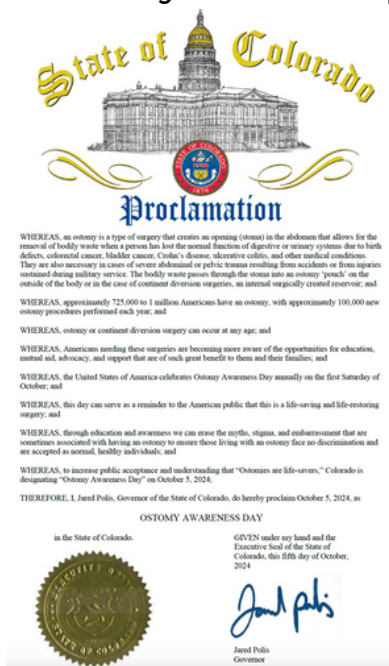 State of Colorado
STATE OF COLORADO
1876
Proclamation
WHEREAS, an ostomy is a type of surgery that creates an opening (stoma) in the abdomen that allows for the
removal of bodily waste when a person has lost the normal function of digestive or urinary systems due to birth
defects, colorectal cancer, bladder cancer, Crohn's disease, ulcerative colitis, and other medical conditions.
They are also necessary in cases of severe abdominal or pelvic trauma resulting from accidents or from injuries
sustained during military service. The bodily waste passes through the stoma into an ostomy 'pouch' on the
outside of the body or in the case of continent diversion surgeries, an internal surgically created reservoir; and
WHEREAS, approximately 725,000 to 1 million Americans have an ostomy, with approximately 100,000 new
ostomy procedures performed each year; and
WHEREAS, ostomy or continent diversion surgery can occur at any age; and
WHEREAS, Americans needing these surgeries are becoming more aware of the opportunities for education,
mutual aid, advocacy, and support that are of such great benefit to them and their families; and
WHEREAS, the United States of America celebrates Ostomy Awareness Day annually on the first Saturday of
October; and
WHEREAS, this day can serve as a reminder to the American public that this is a life-saving and life-restoring
surgery; and
WHEREAS, through education and awareness we can erase the myths, stigma, and embarrassment that are
sometimes associated with having an ostomy to ensure those living with an ostomy face no discrimination and
are accepted as normal, healthy individuals; and
WHEREAS, to increase public acceptance and understanding that "Ostomies are life-savers," Colorado is
designating "Ostomy Awareness Day" on October 5, 2024;
THEREFORE, I, Jared Polis, Governor of the State of Colorado, do hereby proclaim October 5, 2024, as
OSTOMY AWARENESS DAY
in the State of Colorado.
GIVEN under my hand and the
Executive Seal of the State of
Colorado, this fifth day of October,
2024
EXECUTIVE
STATE OF COLORADO
Jared Polis
Jared Polis
Governor